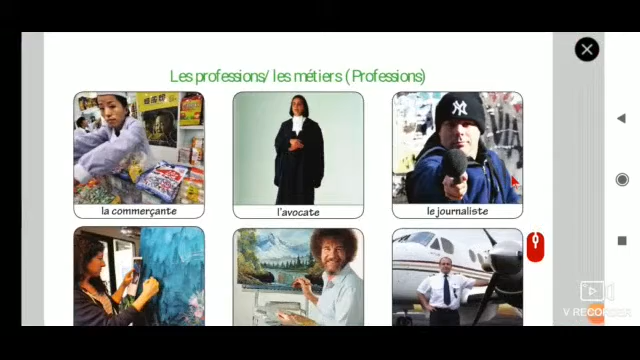 Les professions/ les métiers (Professions)
la commerçante
l'avocate
le journaliste
V RECORDER